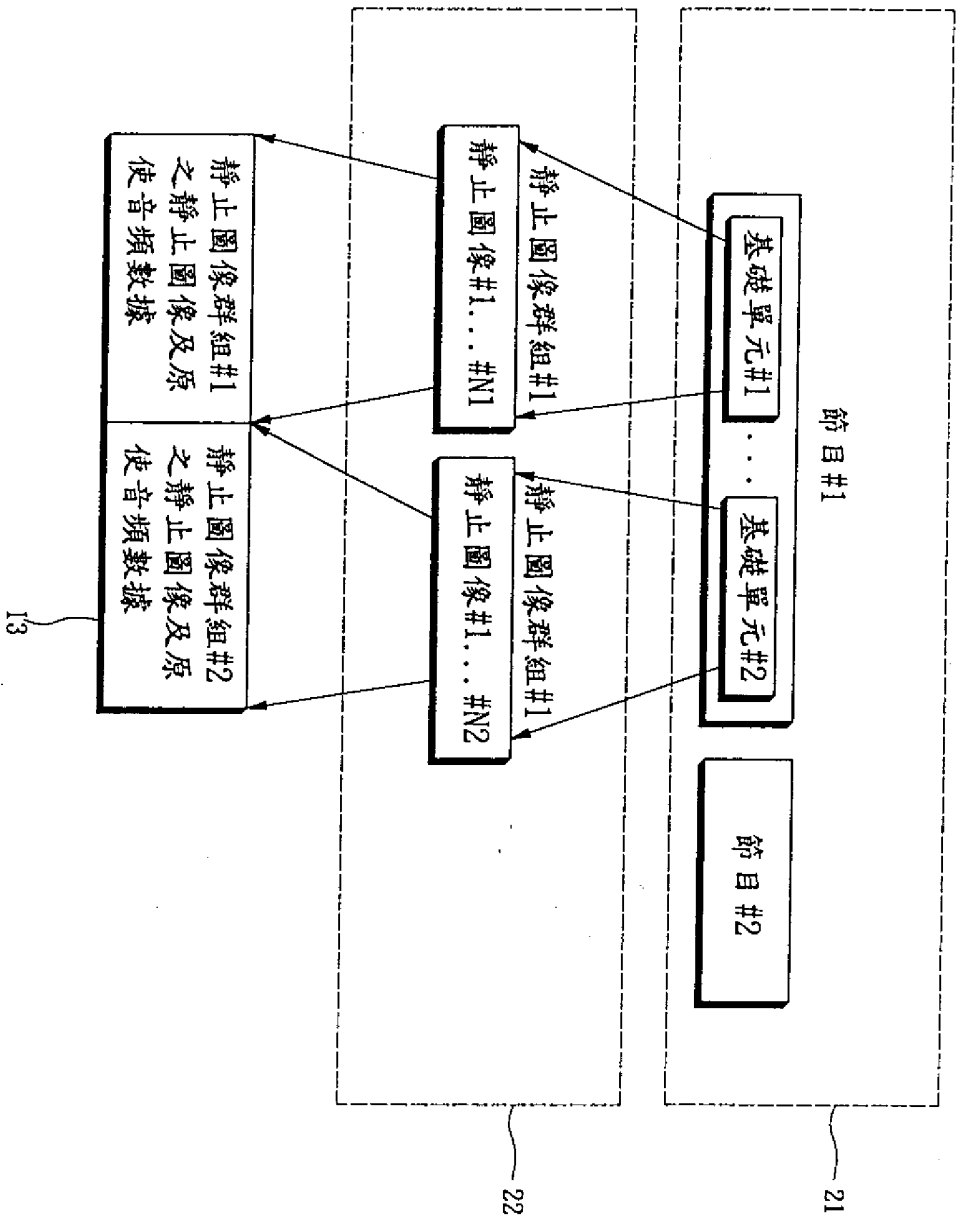 節目#1
基礎單元#1
...
基礎單元#2
節目#2
21
靜止圖像群組#1
靜止圖像#1...#N1
靜止圖像群組#1
靜止圖像#1...#N2
22
靜止圖像群組#1
之靜止圖像及原
使音頻數據
靜止圖像群組#2
之靜止圖像及原
使音頻數據
I3